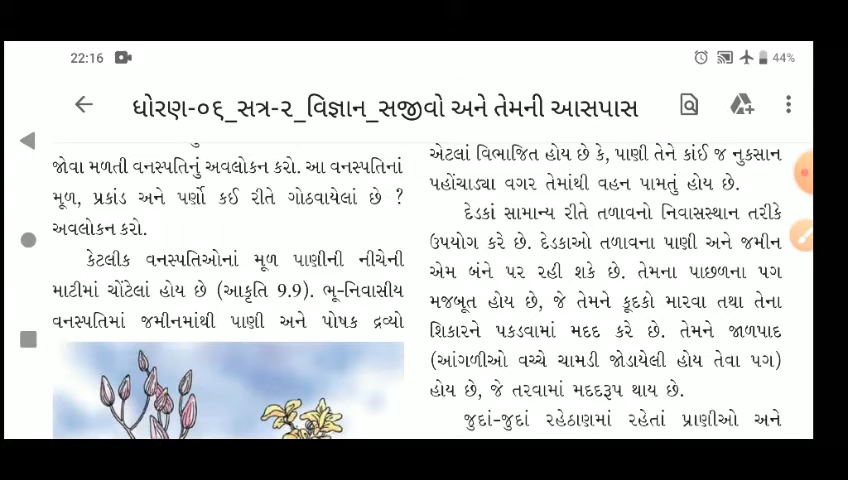 22:16
44%
ધોરણ-૦૬_સત્ર-૨_વિજ્ઞાન_સજીવો અને તેમની આસપાસ
જોવા મળતી વનસ્પતિનું અવલોકન કરો. આ વનસ્પતિનાં
મૂળ, પ્રકાંડ અને પર્ણો કઈ રીતે ગોઠવાયેલાં છે ?
અવલોકન કરો.
કેટલીક વનસ્પતિઓનાં મૂળ પાણીની નીચેની
માટીમાં ચોંટેલાં હોય છે (આકૃતિ 9.9). ભૂ-નિવાસીય
વનસ્પતિમાં જમીનમાંથી પાણી અને પોષક દ્રવ્યો
એટલાં વિભાજિત હોય છે કે, પાણી તેને કાંઈ જ નુકસાન
પહોંચાડ્યા વગર તેમાંથી વહન પામતું હોય છે.
દેડકાં સામાન્ય રીતે તળાવનો નિવાસસ્થાન તરીકે
ઉપયોગ કરે છે. દેડકાઓ તળાવના પાણી અને જમીન
એમ બંને પર રહી શકે છે. તેમના પાછળના પગ
મજબૂત હોય છે, જે તેમને કૂદકો મારવા તથા તેના
શિકારને પકડવામાં મદદ કરે છે. તેમને જાળપાદ
(આંગળીઓ વચ્ચે ચામડી જોડાયેલી હોય તેવા પગ)
હોય છે, જે તરવામાં મદદરૂપ થાય છે.
જુદાં-જુદાં રહેઠાણમાં રહેતાં પ્રાણીઓ અને